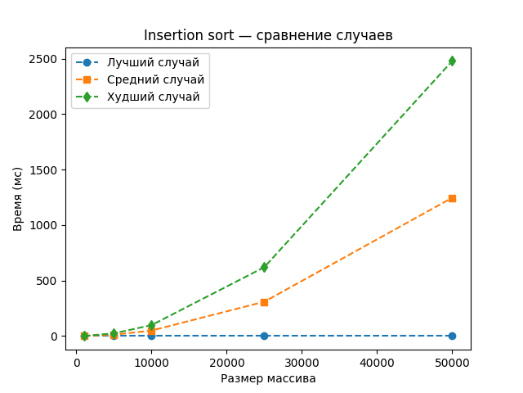 Insertion sort — сравнение случаев
Лучший случай
Средний случай
Худший случай
Время (мс)
2500
2000
1500
1000
500
0
0
10000
20000
30000
40000
50000
Размер массива